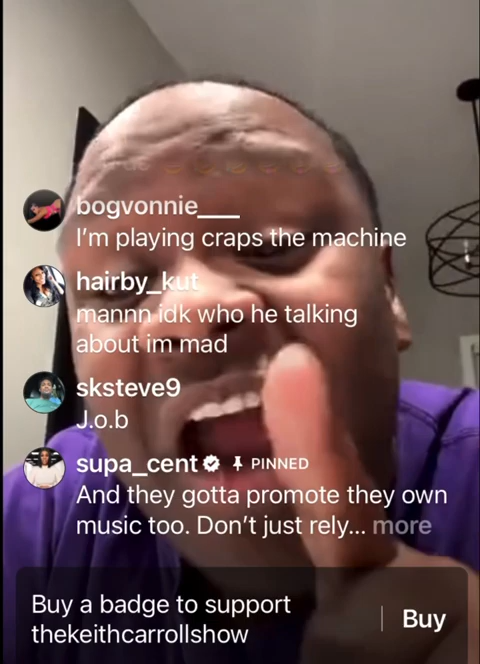 bogvonnie___
I'm playing craps the machine
hairby_kut
mannn idk who he talking
about im mad
sksteve9
J.o.b
supa_cent PINNED
And they gotta promote they own
music too. Don't just rely... more
Buy a badge to support
thekeithcarrollshow
Buy